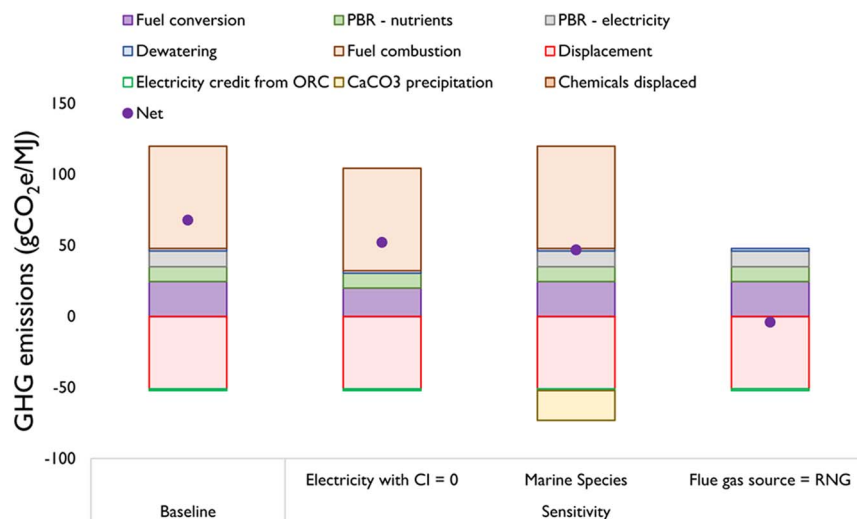 Fuel conversion PBR - nutrients PBR - electricity
Dewatering Fuel combustion Displacement
Electricity credit from ORC CaCO3 precipitation Chemicals displaced
Net
GHG emissions (gCO2e/MJ)
150
100
50
0
-50
-100
Electricity with CI = 0 Marine Species Flue gas source = RNG
Baseline Sensitivity